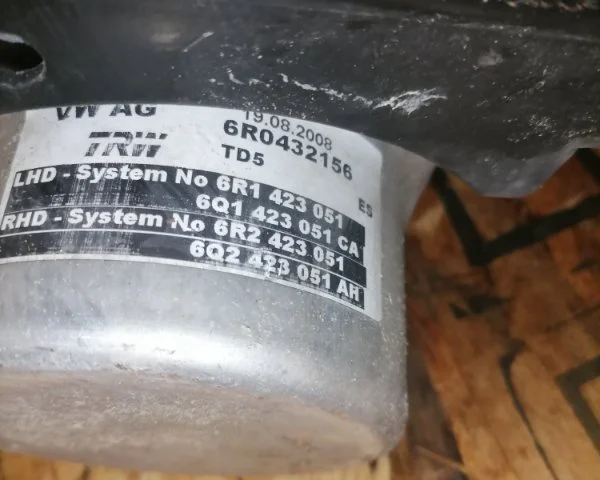 VW AG
19.08.2008
TRW
6R0432156
TD5
ES
LHD - System No 6R1 423 051
6Q1 423 051 CA
RHD - System No 6R2 423 051
6Q2 423 051 AH